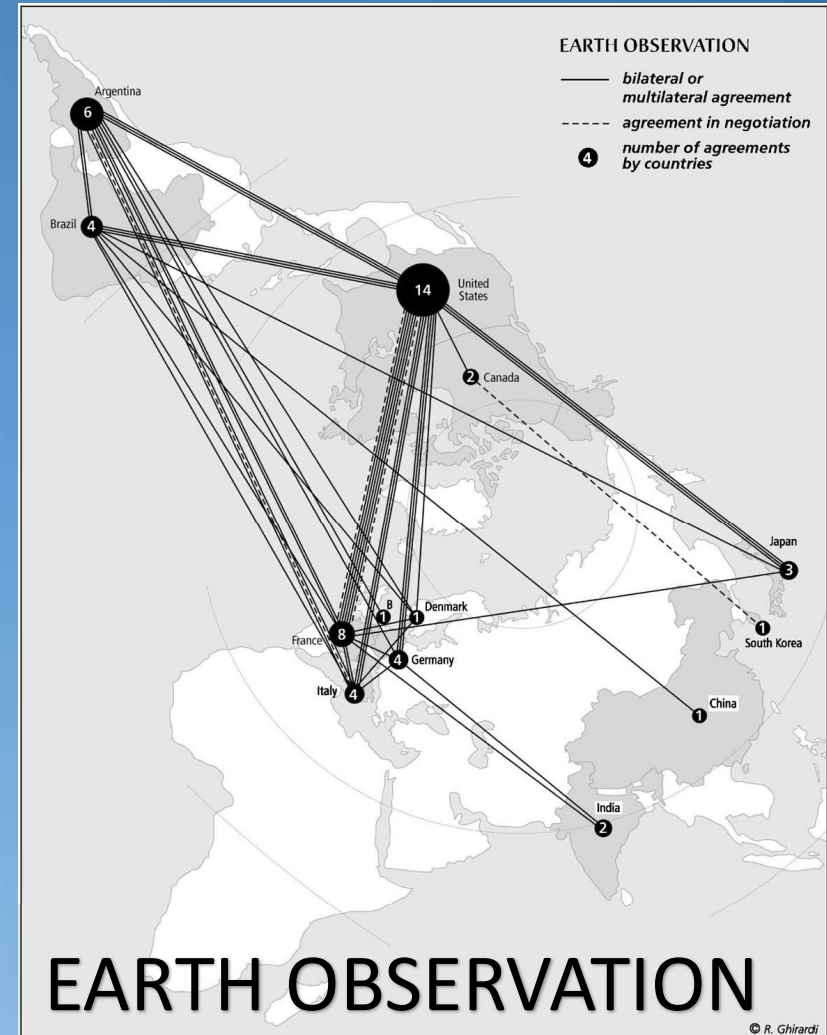 EARTH OBSERVATION
bilateral or
multilateral agreement
agreement in negotiation
4
number of agreements
by countries
Argentina
6
Brazil
4
14
United
States
2
Canada
Japan
3
B
1
Denmark
1
France
8
1
South Korea
4
Germany
Italy
4
China
1
India
2
EARTH OBSERVATION
© R. Ghirardi